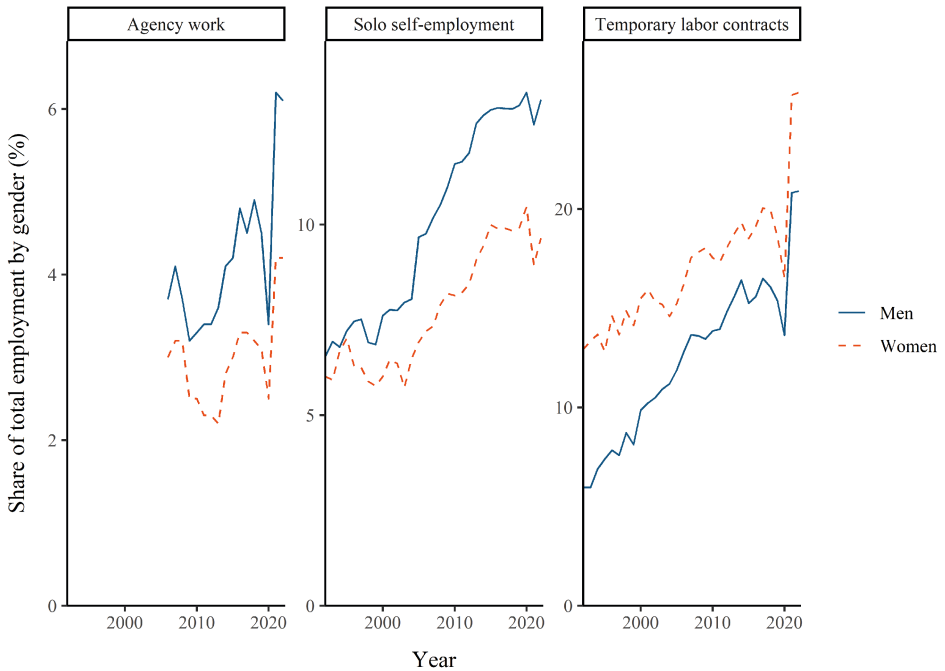 Agency work
Solo self-employment
Temporary labor contracts
Share of total employment by gender (%)
6
4
2
0
10
5
0
20
10
0
2000
2010
2020
2000
2010
2020
2000
2010
2020
Year
Men
Women